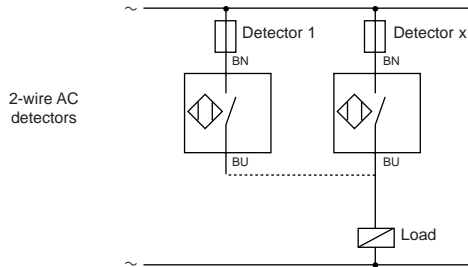 ~
Detector 1
Detector x
BN
BN
2-wire AC
detectors
BU
BU
Load
~